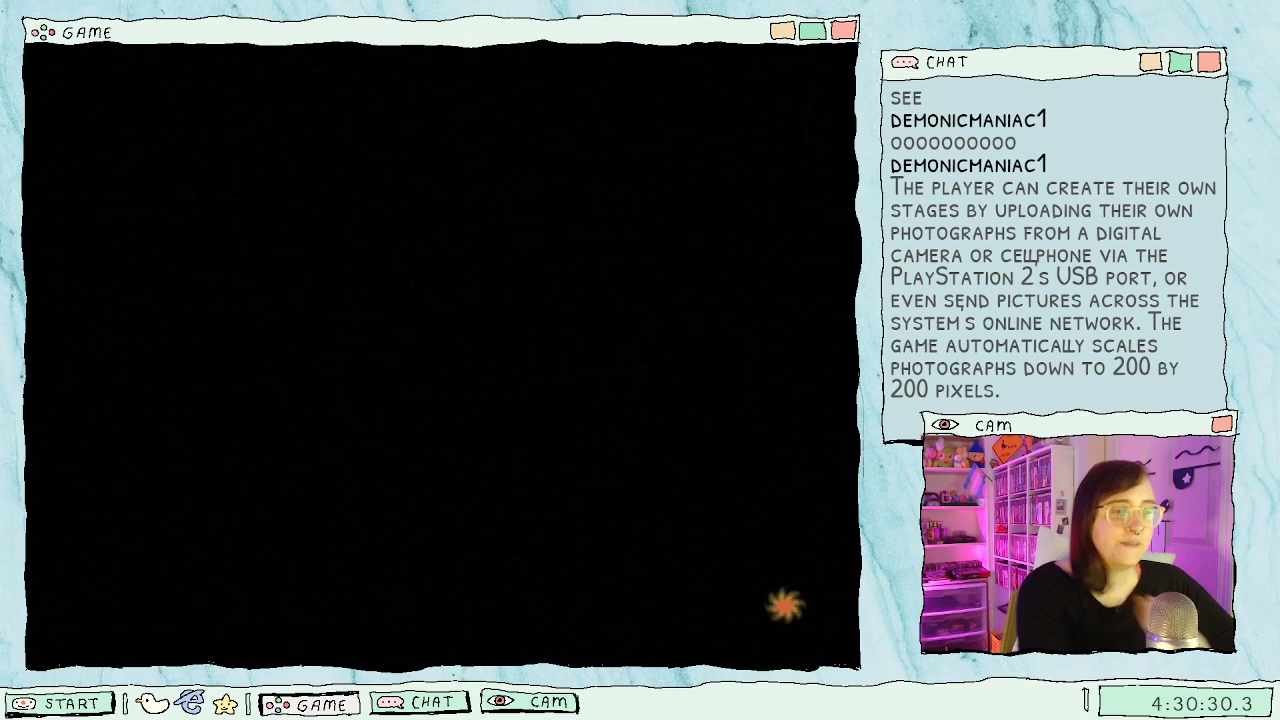 GAME
CHAT
SEE
DEMONICMANIAC1
OOOOOOOOOO
DEMONICMANIAC1
THE PLAYER CAN CREATE THEIR OWN
STAGES BY UPLOADING THEIR OWN
PHOTOGRAPHS FROM A DIGITAL
CAMERA OR CELLPHONE VIA THE
PLAYSTATION 2'S USB PORT, OR
EVEN SEND PICTURES ACROSS THE
SYSTEM'S ONLINE NETWORK. THE
GAME AUTOMATICALLY SCALES
PHOTOGRAPHS DOWN TO 200 BY
200 PIXELS.
CAM
START
GAME
CHAT
CAM
4:30:30.3